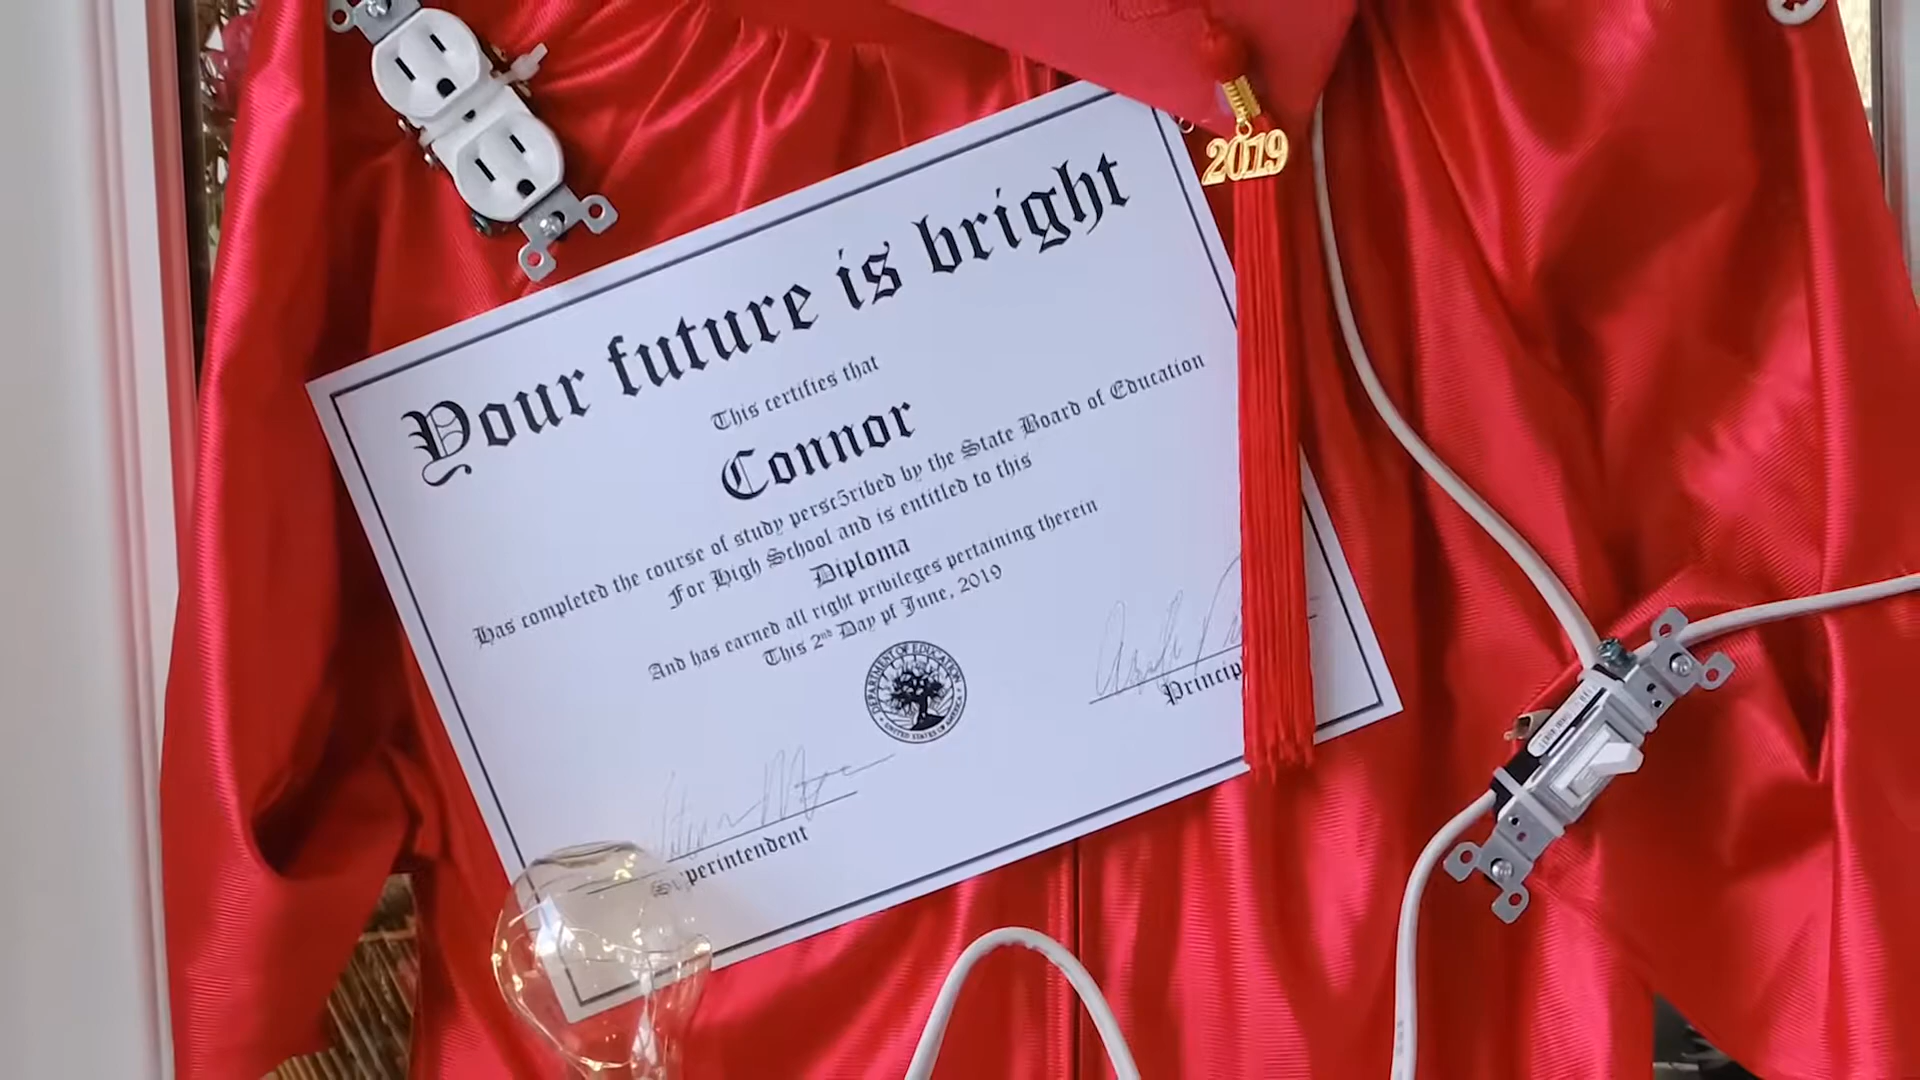 2019
Your future is bright
This certifies that
Connor
Has completed the course of study persc5ribed by the State Board of Education
For High School and is entitled to this
Diploma
And has earned all right privileges pertaining therein
This 2nd Day pf June, 2019
DEPARTMENT OF EDUCATION
UNITED STATES OF AMERICA
Princip
Superintendent